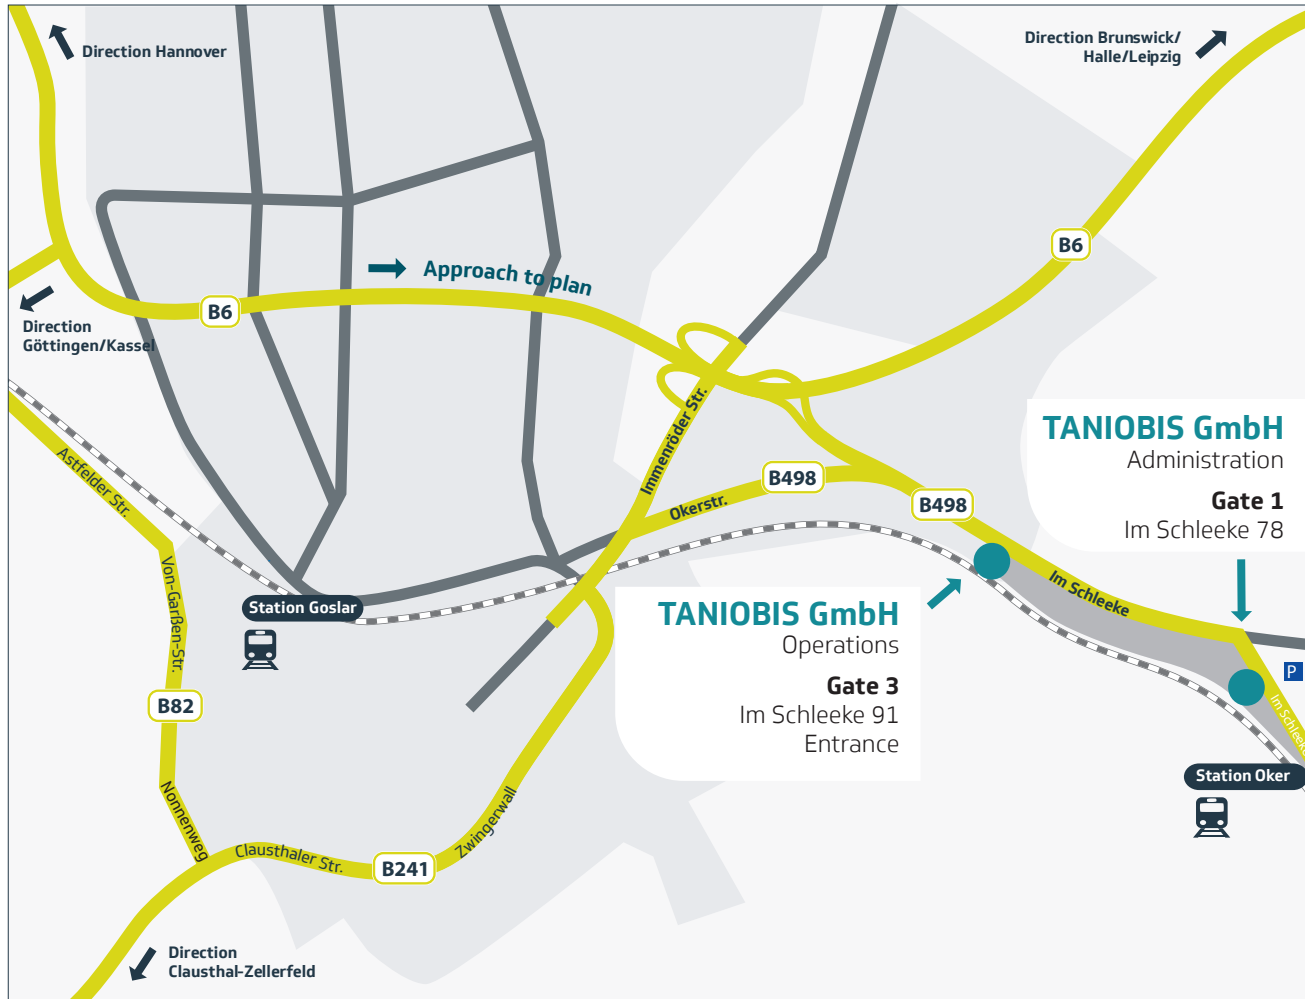 Direction Hannover
Direction Brunswick/
Halle/Leipzig
B6
Approach to plan
B6
Direction
Göttingen/Kassel
Immenröder Str.
TANIOBIS GmbH
Administration
Gate 1
Im Schleeke 78
Astfelder Str.
B498
Okerstr.
B498
Von-Garßen-Str.
Im Schleeke
Station Goslar
TANIOBIS GmbH
Operations
Gate 3
Im Schleeke 91
Entrance
P
Im Schleeke
B82
Station Oker
Nonnenweg
Zwingerwall
Clausthaler Str.
B241
Direction
Clausthal-Zellerfeld